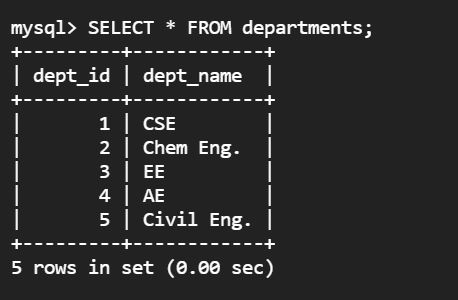 mysql> SELECT * FROM departments;
+---------+------------+
| dept_id | dept_name  |
+---------+------------+
|       1 | CSE        |
|       2 | Chem Eng.  |
|       3 | EE         |
|       4 | AE         |
|       5 | Civil Eng. |
+---------+------------+
5 rows in set (0.00 sec)